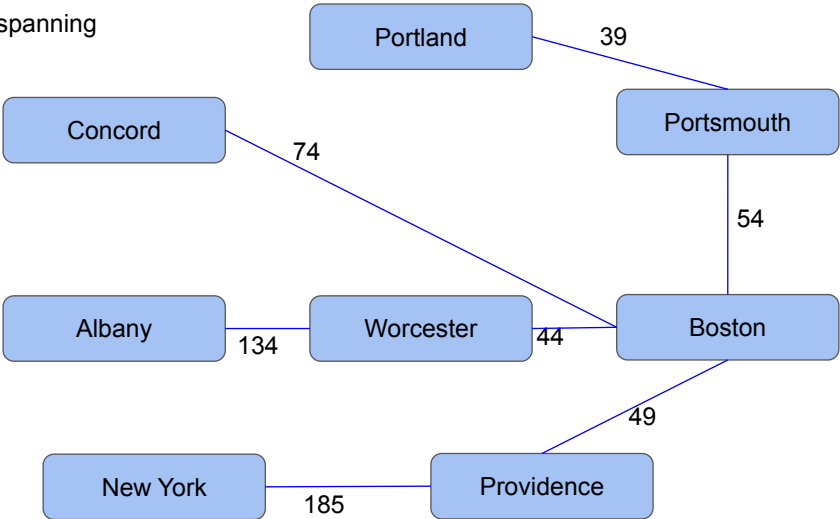 spanning
Portland
39
Concord
Portsmouth
74
54
Albany
134
Worcester
44
Boston
49
New York
185
Providence